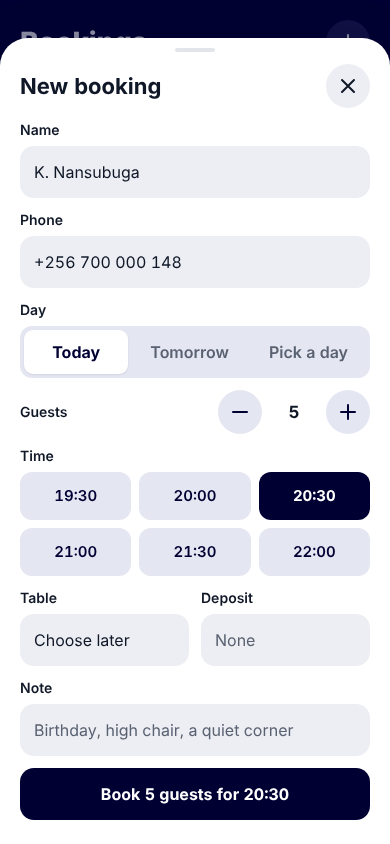 Bookings
New booking
Name
K. Nansubuga
Phone
+256 700 000 148
Day
Today Tomorrow Pick a day
Guests 5
Time
19:30 20:00 20:30
21:00 21:30 22:00
Table Deposit
Choose later None
Note
Birthday, high chair, a quiet corner
Book 5 guests for 20:30